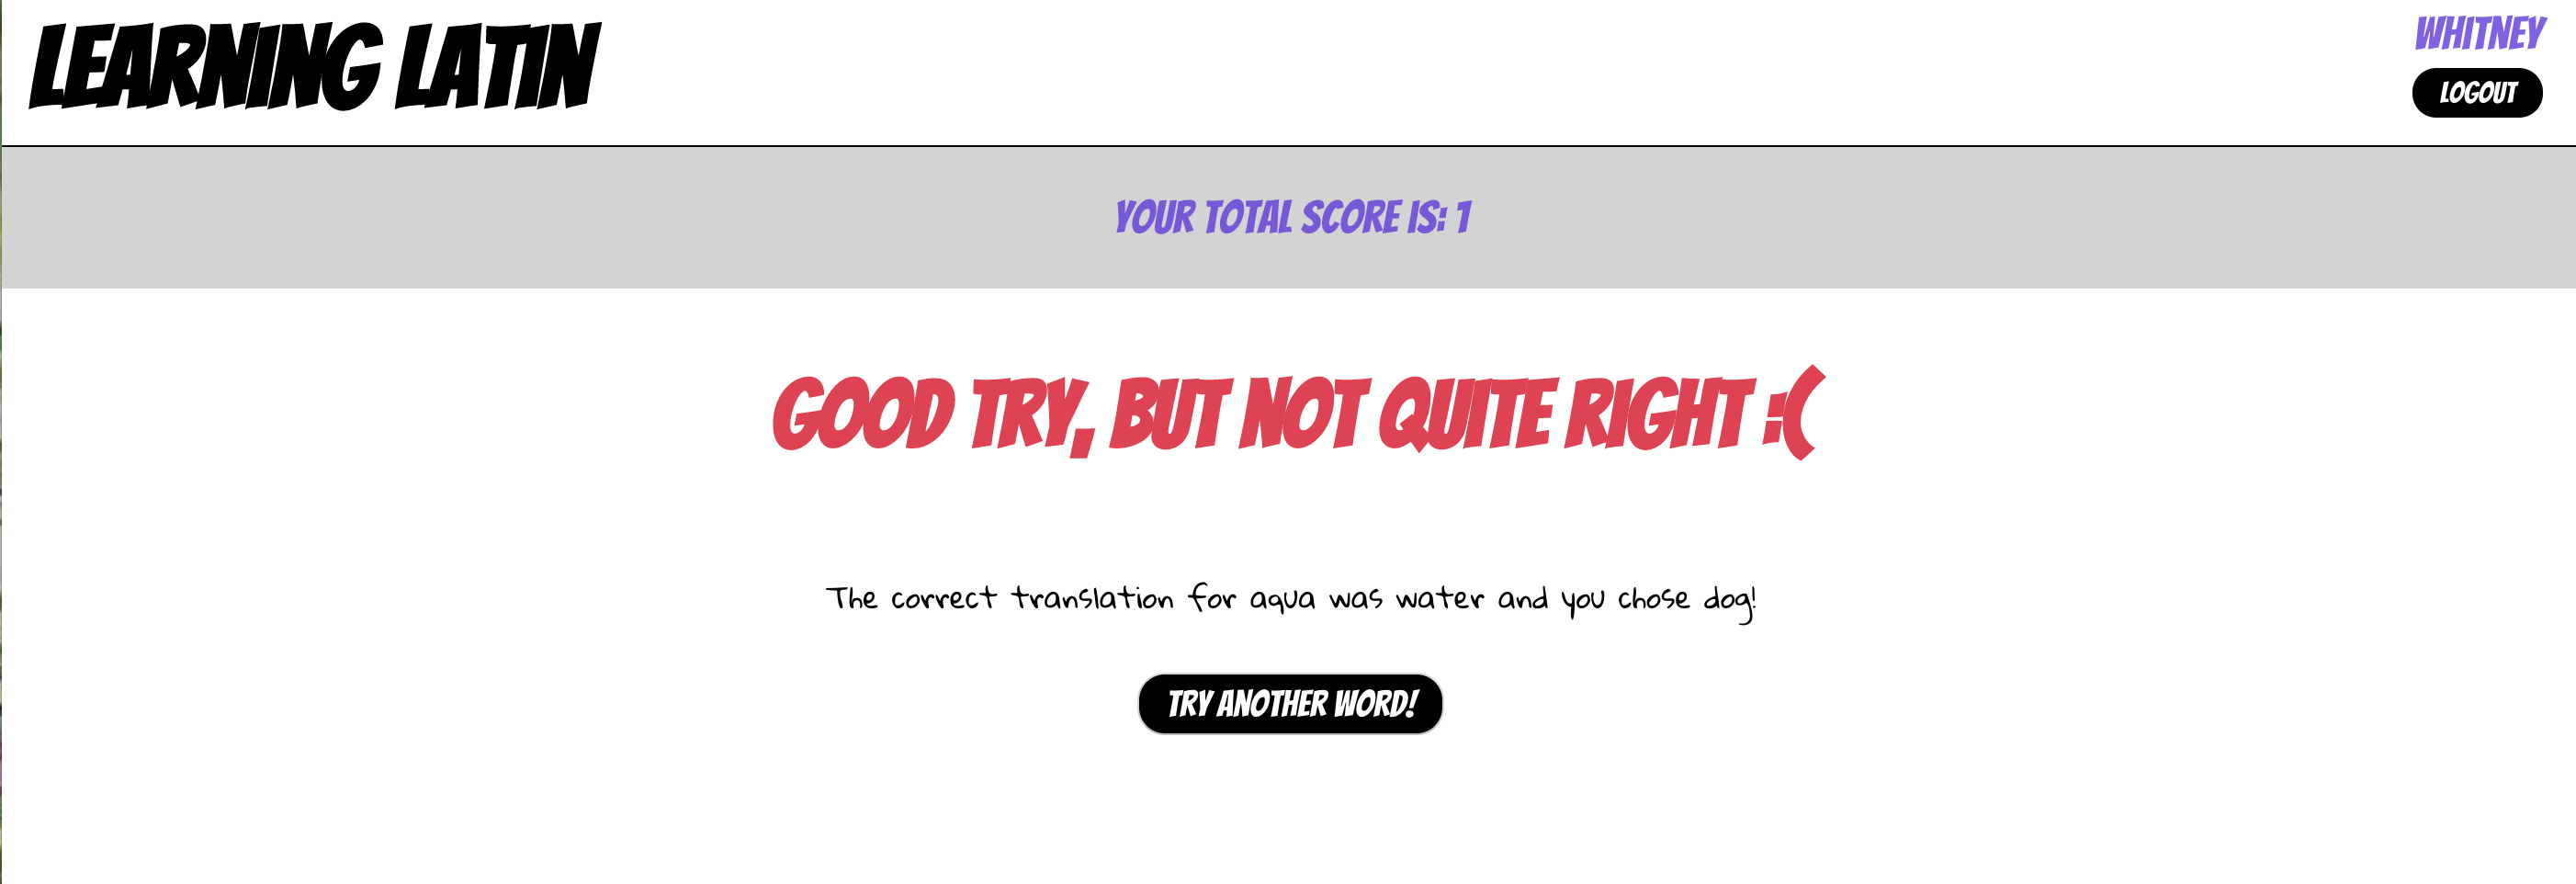 LEARNING LATIN
WHITNEY
LOGOUT
YOUR TOTAL SCORE IS: 1
GOOD TRY, BUT NOT QUITE RIGHT :(
The correct translation for aqua was water and you chose dog!
TRY ANOTHER WORD!